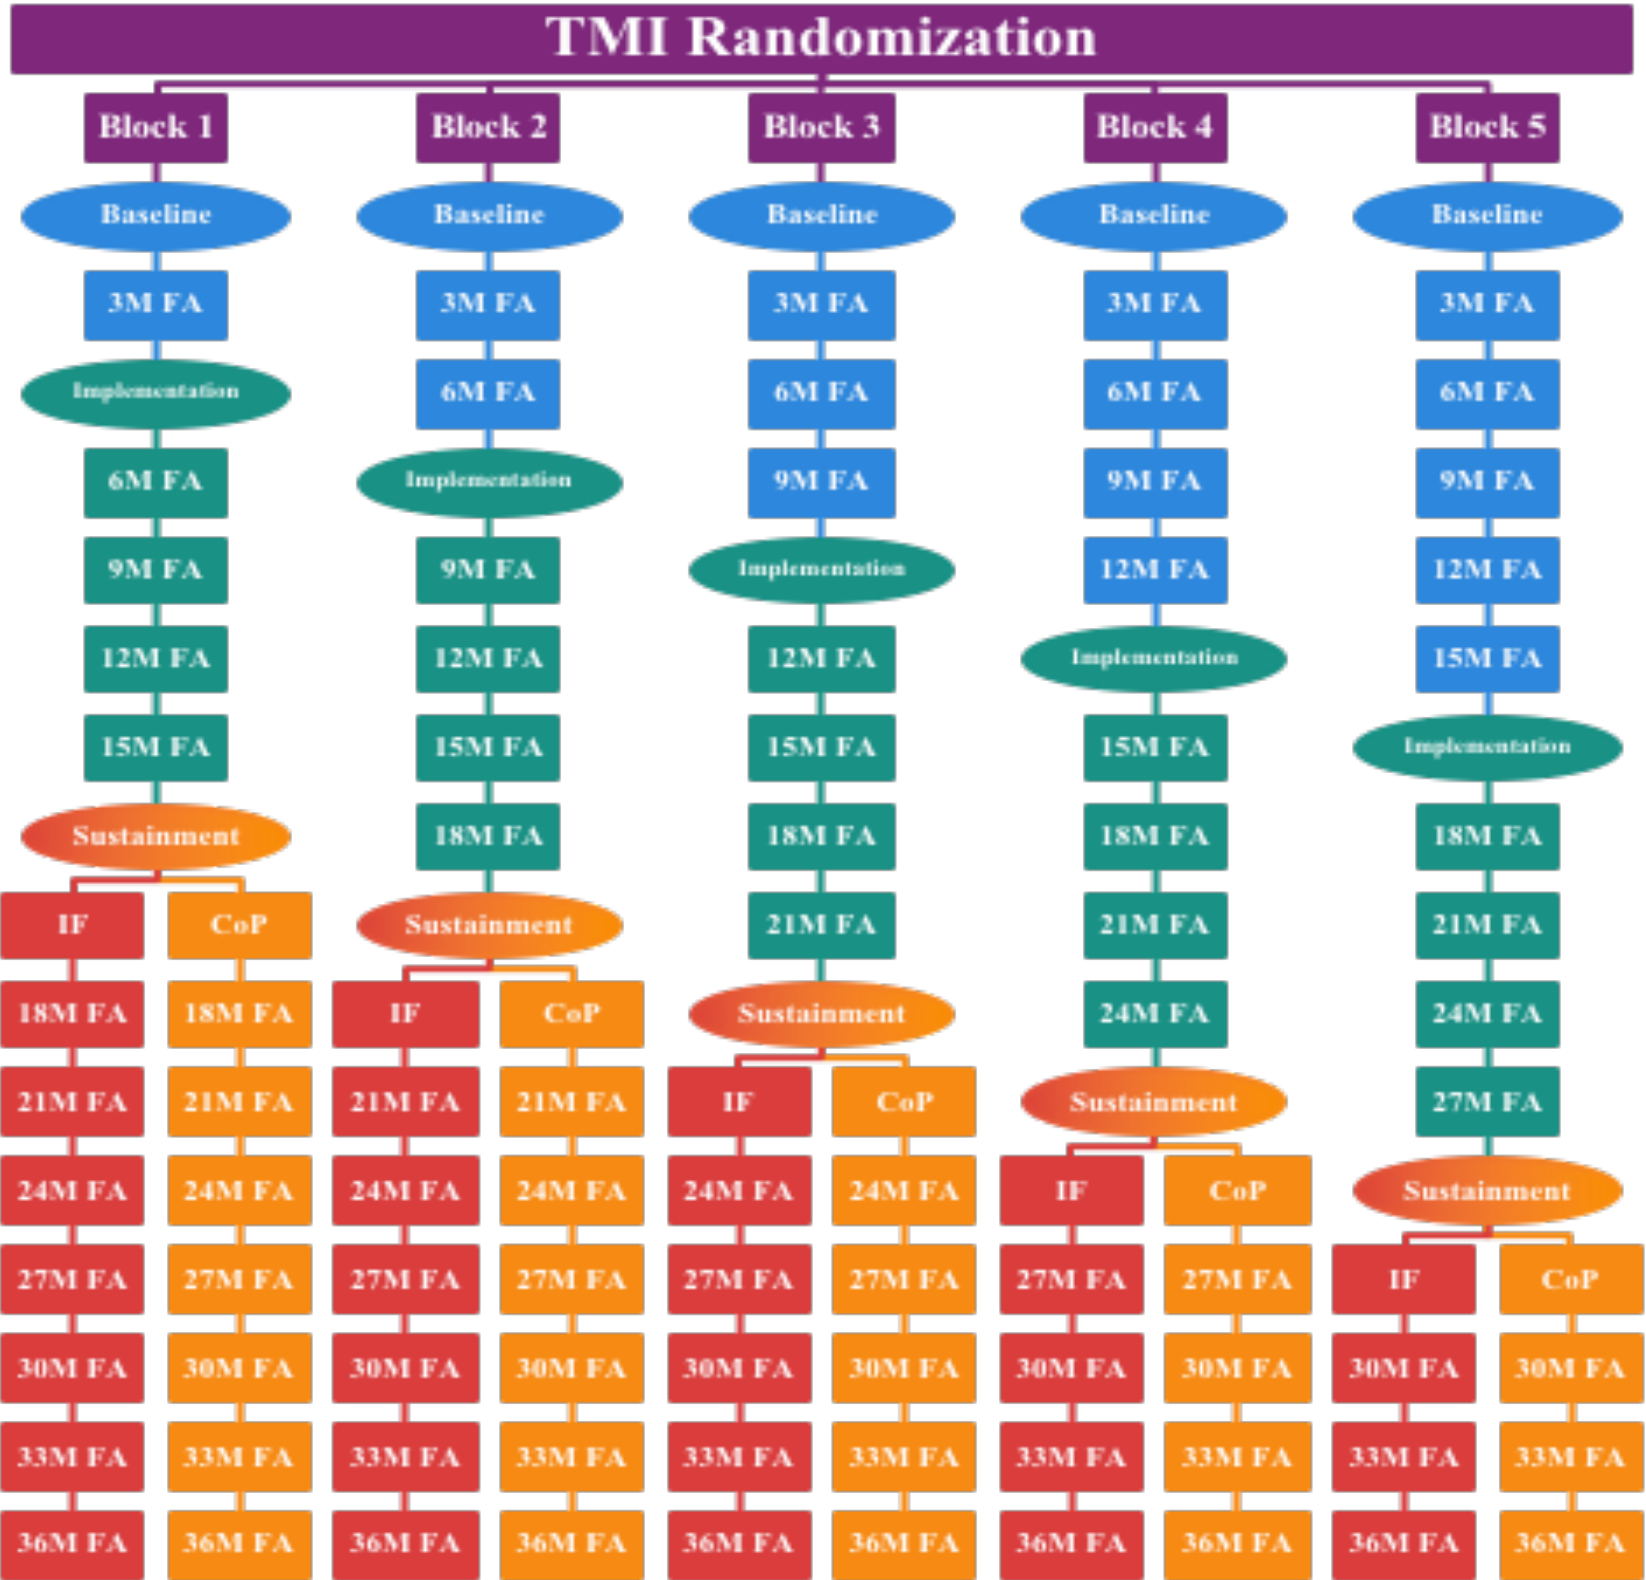 TMI Randomization
Block 1 Block 2 Block 3 Block 4 Block 5
Baseline Baseline Baseline Baseline Baseline
3M FA 3M FA 3M FA 3M FA 3M FA
Implementation 6M FA 6M FA 6M FA 6M FA
6M FA Implementation 9M FA 9M FA 9M FA
9M FA 9M FA Implementation 12M FA 12M FA
12M FA 12M FA 12M FA Implementation 15M FA
15M FA 15M FA 15M FA 15M FA Implementation
Sustainment 18M FA 18M FA 18M FA 18M FA
IF CoP Sustainment 21M FA 21M FA 21M FA
18M FA 18M FA IF CoP Sustainment 24M FA 24M FA
21M FA 21M FA 21M FA 21M FA IF CoP Sustainment 27M FA
24M FA 24M FA 24M FA 24M FA 24M FA 24M FA IF CoP Sustainment
27M FA 27M FA 27M FA 27M FA 27M FA 27M FA 27M FA 27M FA IF CoP
30M FA 30M FA 30M FA 30M FA 30M FA 30M FA 30M FA 30M FA 30M FA 30M FA
33M FA 33M FA 33M FA 33M FA 33M FA 33M FA 33M FA 33M FA 33M FA 33M FA
36M FA 36M FA 36M FA 36M FA 36M FA 36M FA 36M FA 36M FA 36M FA 36M FA